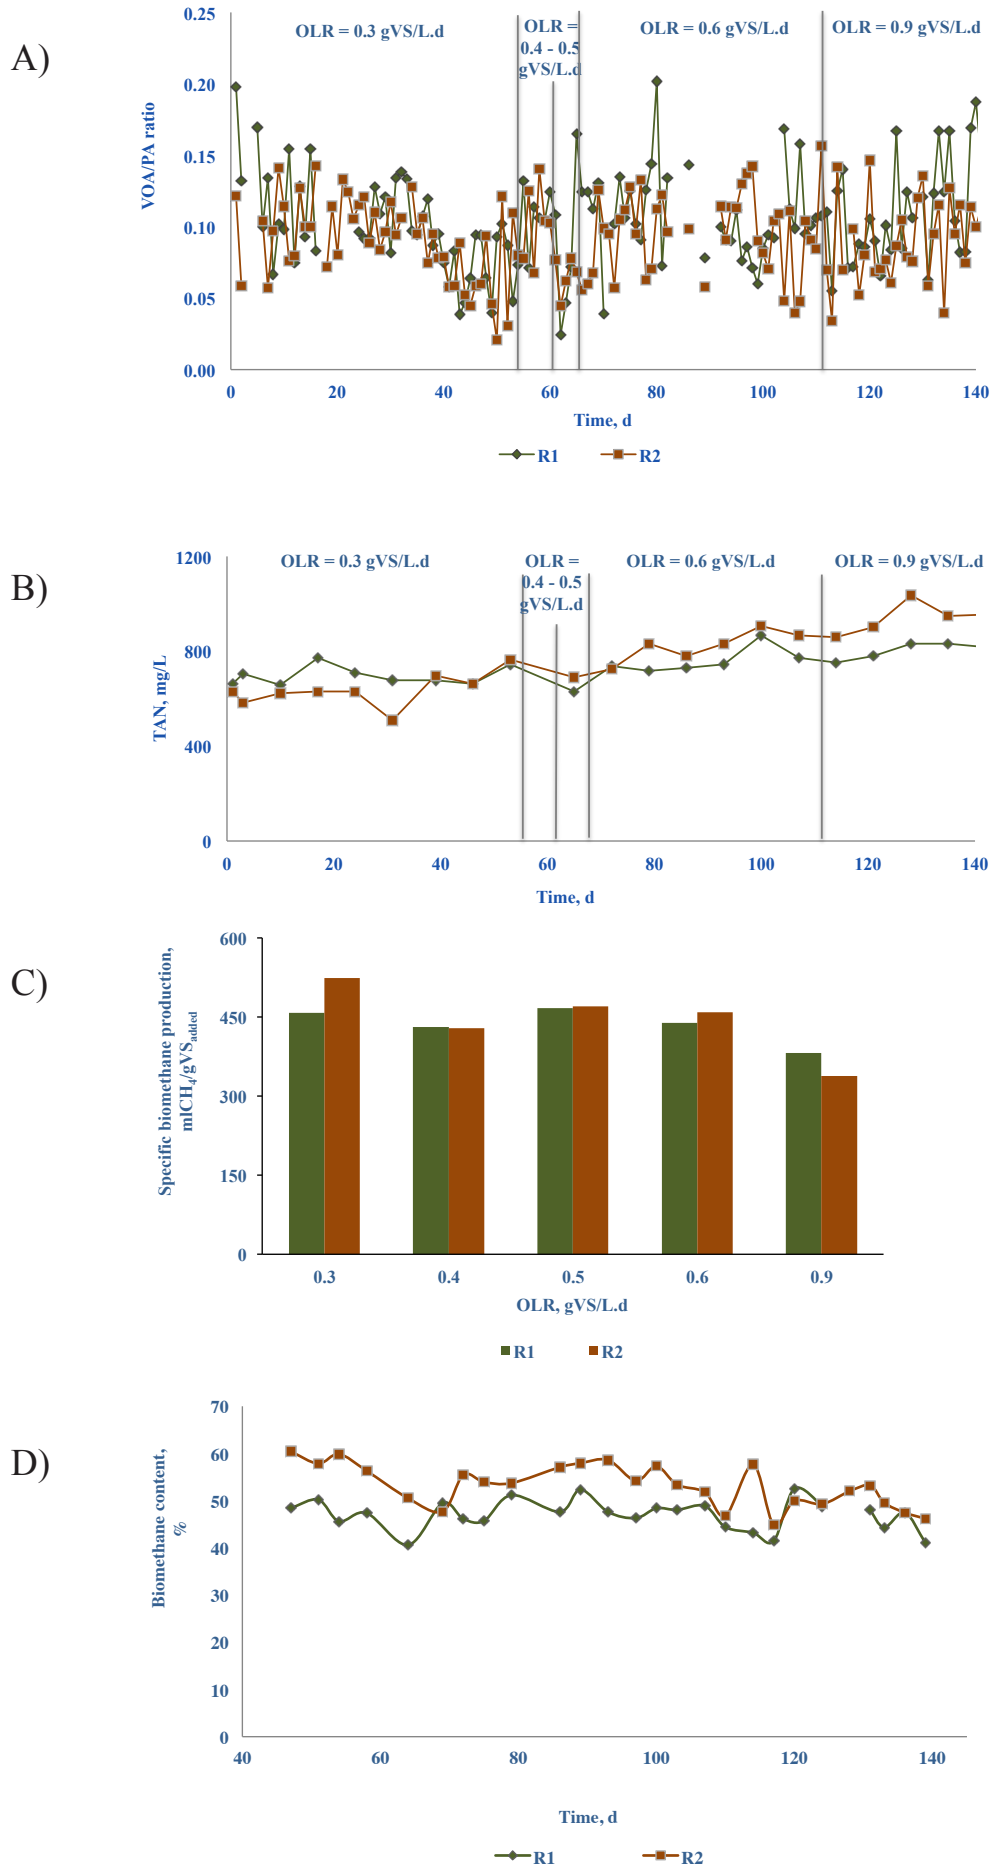 A)
OLR = 0.3 gVS/L.d
OLR =
0.4 - 0.5
gVS/L.d
OLR = 0.6 gVS/L.d
OLR = 0.9 gVS/L.d
VOA/PA ratio
0.25
0.20
0.15
0.10
0.05
0.00
0 20 40 60 80 100 120 140
Time, d
R1 R2
B)
OLR = 0.3 gVS/L.d
OLR =
0.4 - 0.5
gVS/L.d
OLR = 0.6 gVS/L.d
OLR = 0.9 gVS/L.d
TAN, mg/L
1200
800
400
0
0 20 40 60 80 100 120 140
Time, d
C)
Specific biomethane production,
mlCH4/gVSadded
600
450
300
150
0
0.3 0.4 0.5 0.6 0.9
OLR, gVS/L.d
R1 R2
D)
Biomethane content,
%
70
60
50
40
30
20
10
0
40 60 80 100 120 140
Time, d
R1 R2